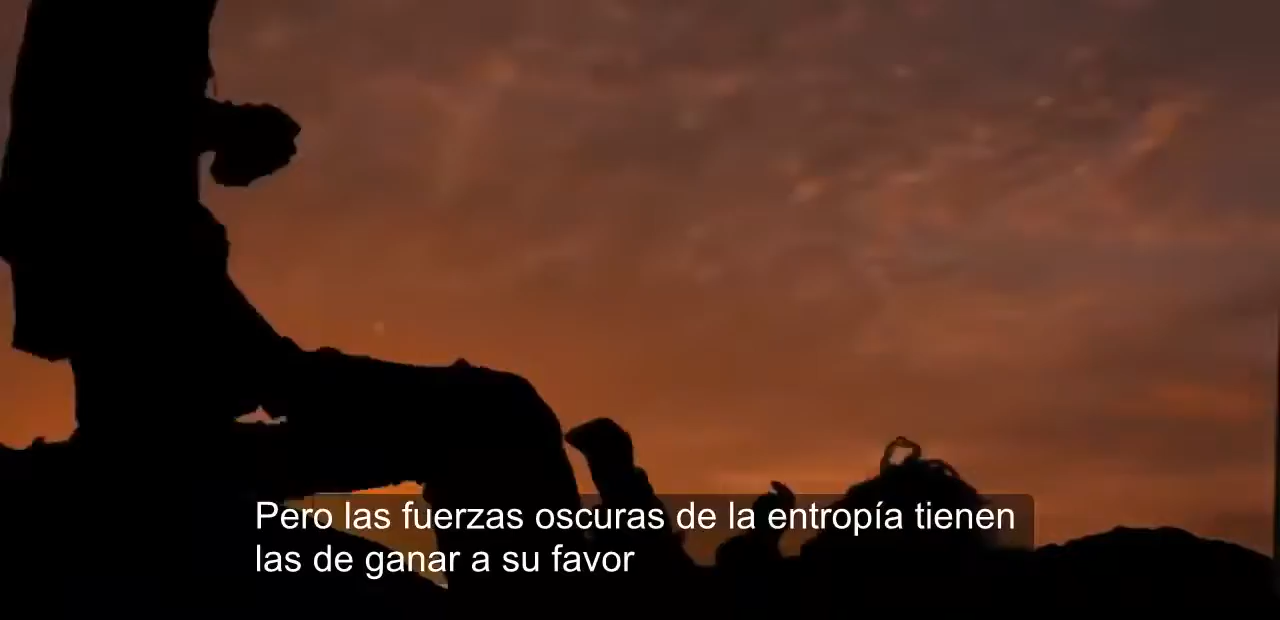 Pero las fuerzas oscuras de la entropía tienen
las de ganar a su favor